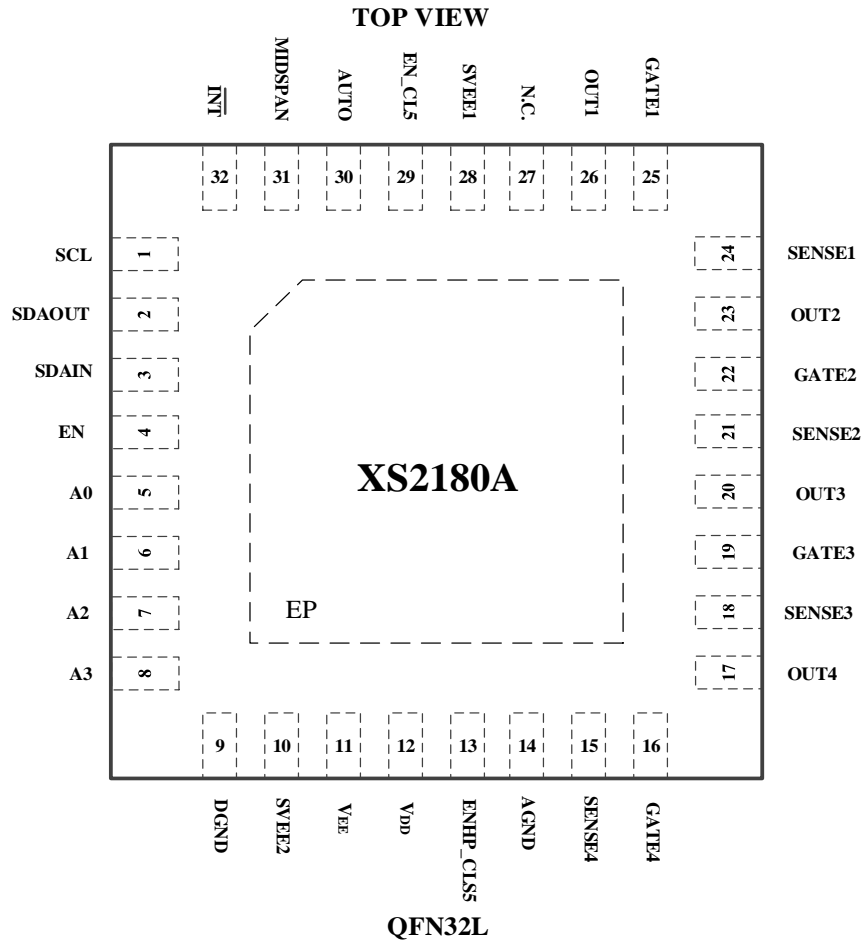 TOP VIEW
INT
MIDSPAN
AUTO
EN_CL5
SVEE1
N.C.
OUT1
GATE1
32
31
30
29
28
27
26
25
SCL 1
SDAOUT 2
SDAIN 3
EN 4
A0 5
A1 6
A2 7
A3 8
24 SENSE1
23 OUT2
22 GATE2
21 SENSE2
20 OUT3
19 GATE3
18 SENSE3
17 OUT4
XS2180A
EP
9
10
11
12
13
14
15
16
DGND
SVEE2
VEE
VDD
ENHP_CLS5
AGND
SENSE4
GATE4
QFN32L